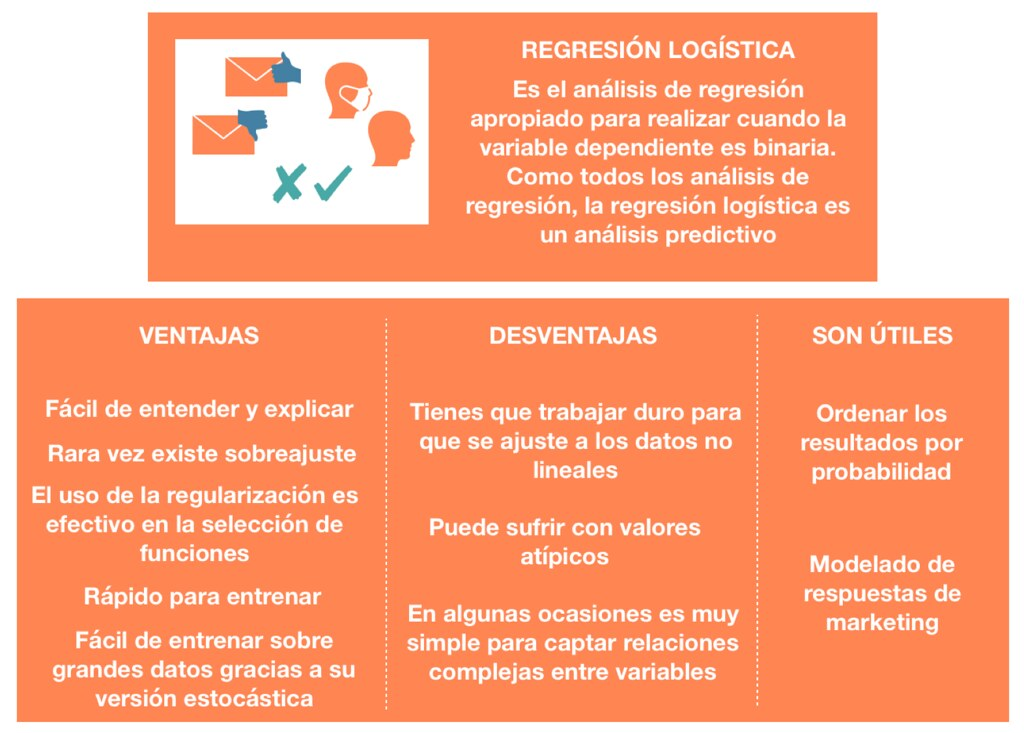 REGRESIÓN LOGÍSTICA
Es el análisis de regresión
apropiado para realizar cuando la
variable dependiente es binaria.
Como todos los análisis de
regresión, la regresión logística es
un análisis predictivo
VENTAJAS
Fácil de entender y explicar
Rara vez existe sobreajuste
El uso de la regularización es
efectivo en la selección de
funciones
Rápido para entrenar
Fácil de entrenar sobre
grandes datos gracias a su
versión estocástica
DESVENTAJAS
Tienes que trabajar duro para
que se ajuste a los datos no
lineales
Puede sufrir con valores
atípicos
En algunas ocasiones es muy
simple para captar relaciones
complejas entre variables
SON ÚTILES
Ordenar los
resultados por
probabilidad
Modelado de
respuestas de
marketing